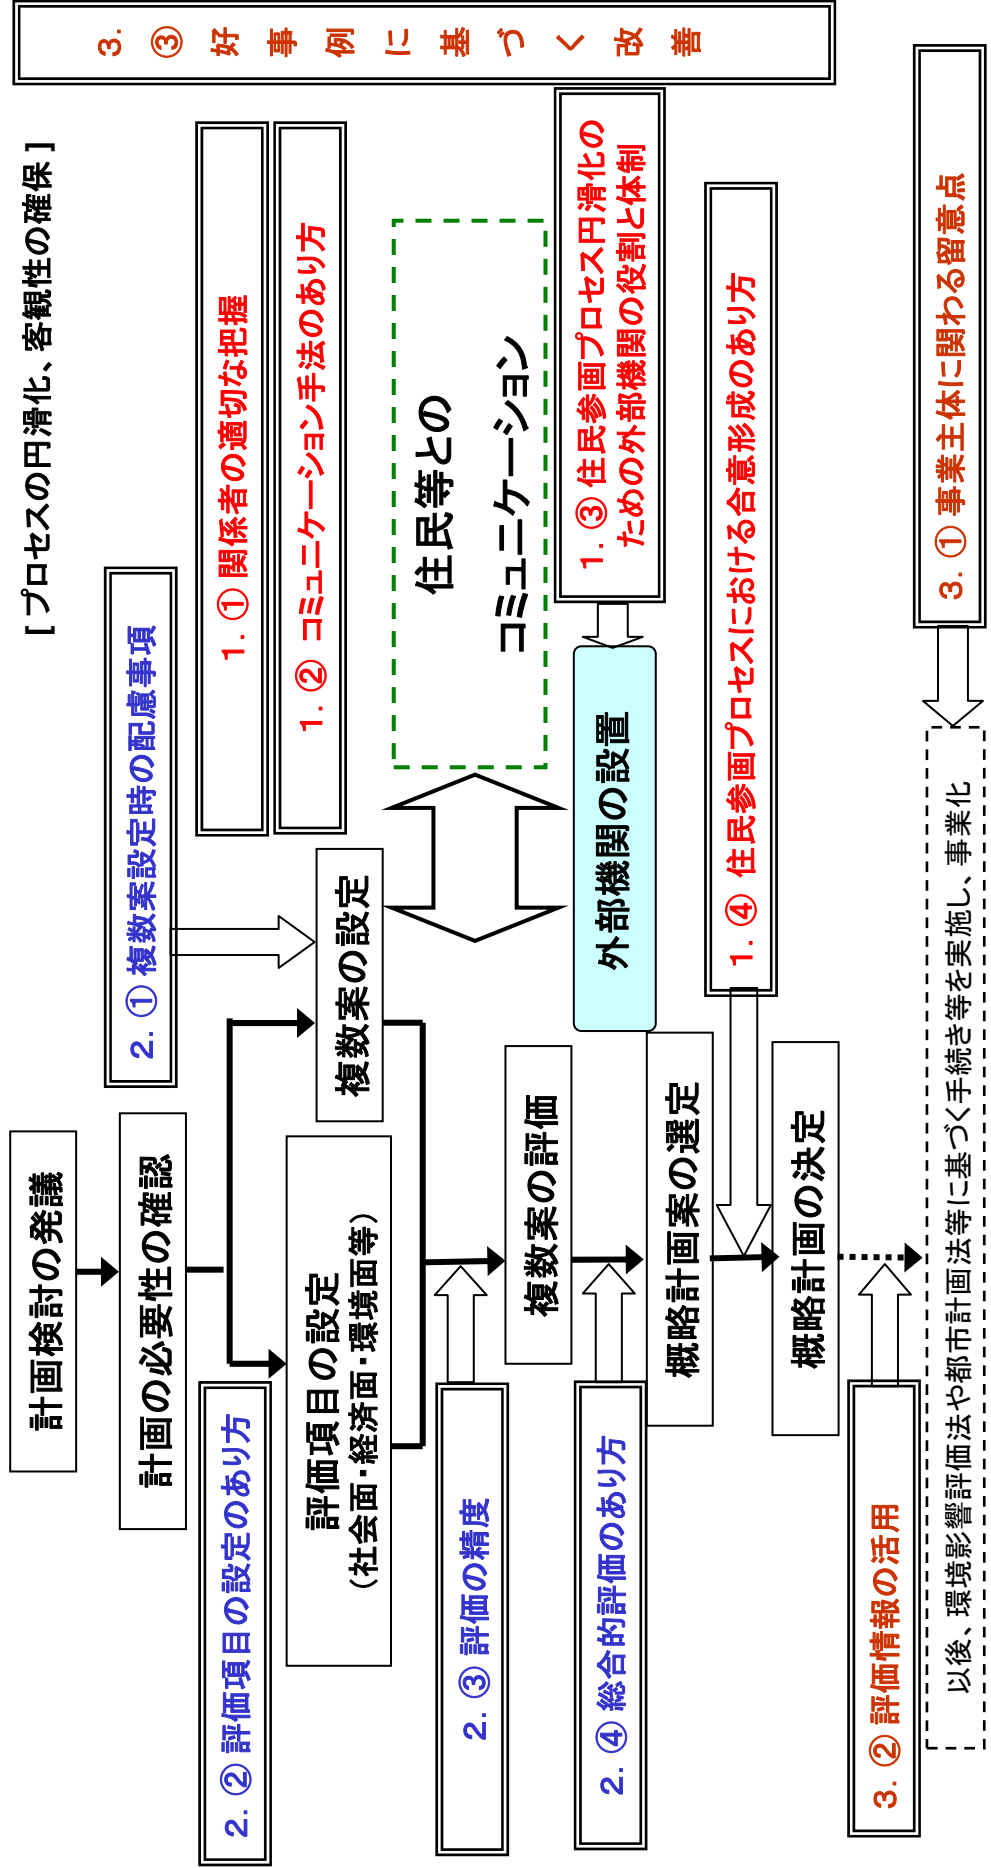 計画検討の発議
計画の必要性の確認
2. ① 複数案設定時の配慮事項
[ プロセスの円滑化、客観性の確保 ]
3. ③ 好事例に基づく改善
2. ② 評価項目の設定のあり方
評価項目の設定
(社会面・経済面・環境面等)
複数案の設定
1. ① 関係者の適切な把握
1. ② コミュニケーション手法のあり方
住民等との
コミュニケーション
2. ③ 評価の精度
複数案の評価
外部機関の設置
1. ③ 住民参画プロセス円滑化の
ための外部機関の役割と体制
2. ④ 総合的評価のあり方
概略計画案の選定
1. ④ 住民参画プロセスにおける合意形成のあり方
概略計画の決定
3. ② 評価情報の活用
以後、環境影響評価法や都市計画法等に基づく手続き等を実施し、事業化
3. ① 事業主体に関わる留意点